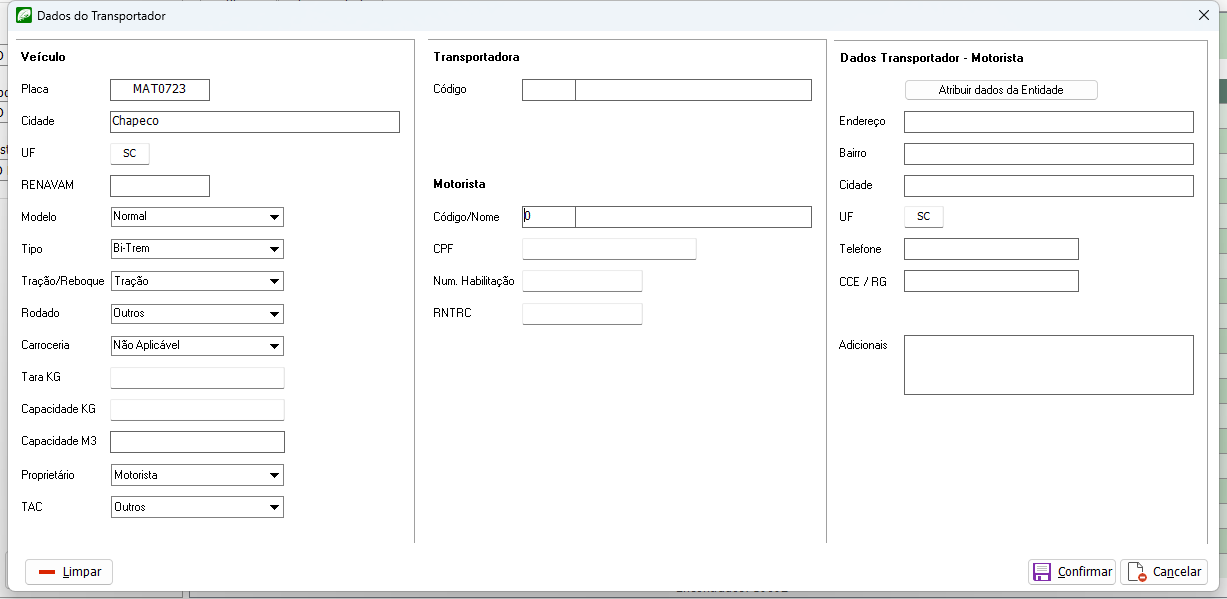 Dados do Transportador
Veículo
Placa MAT0723
Cidade Chapeco
UF SC
RENAVAM
Modelo Normal
Tipo Bi-Trem
Tração/Reboque Tração
Rodado Outros
Carroceria Não Aplicável
Tara KG
Capacidade KG
Capacidade M3
Proprietário Motorista
TAC Outros
Transportadora
Código
Motorista
Código/Nome 0
CPF
Num. Habilitação
RNTRC
Dados Transportador - Motorista
Atribuir dados da Entidade
Endereço
Bairro
Cidade
UF SC
Telefone
CCE / RG
Adicionais
Limpar
Confirmar
Cancelar